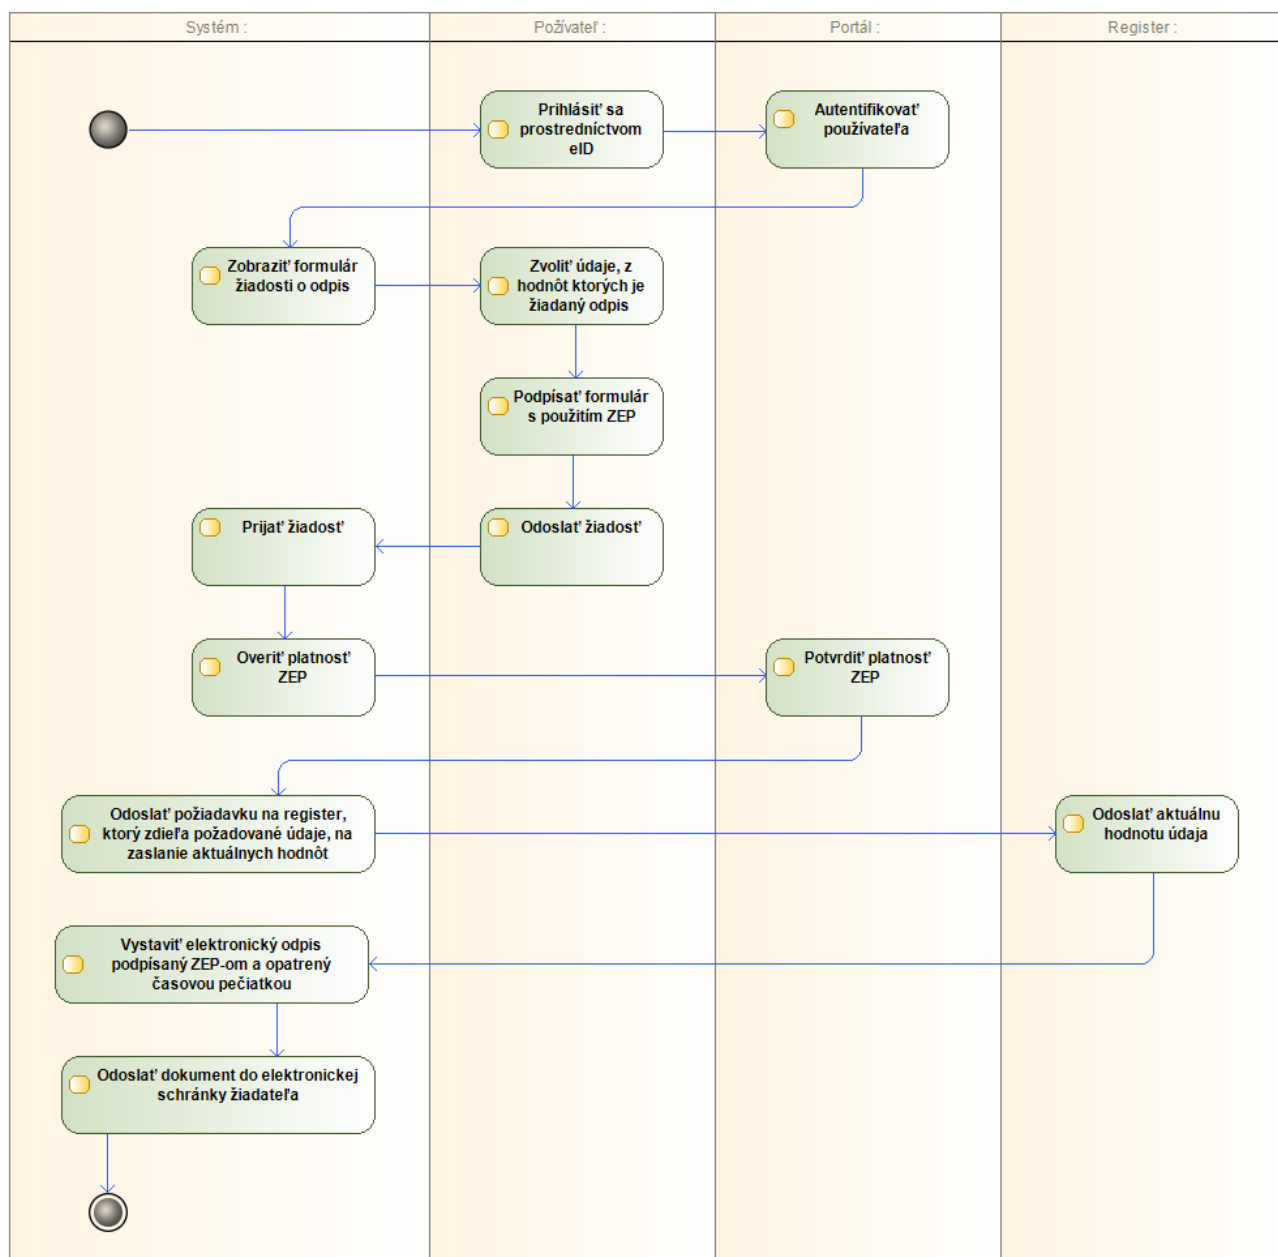 Systém :
Požívateľ :
Portál :
Register :
Prihlásiť sa
prostredníctvom
eID
Autentifikovať
používateľa
Zobraziť formulár
žiadosti o odpis
Zvoliť údaje, z
hodnôt ktorých je
žiadaný odpis
Podpísať formulár
s použitím ZEP
Prijať žiadosť
Odoslať žiadosť
Overiť platnosť
ZEP
Potvrdiť platnosť
ZEP
Odoslať požiadavku na register,
ktorý zdieľa požadované údaje, na
zaslanie aktuálnych hodnôt
Odoslať aktuálnu
hodnotu údaja
Vystaviť elektronický odpis
podpísaný ZEP-om a opatrený
časovou pečiatkou
Odoslať dokument do elektronickej
schránky žiadateľa